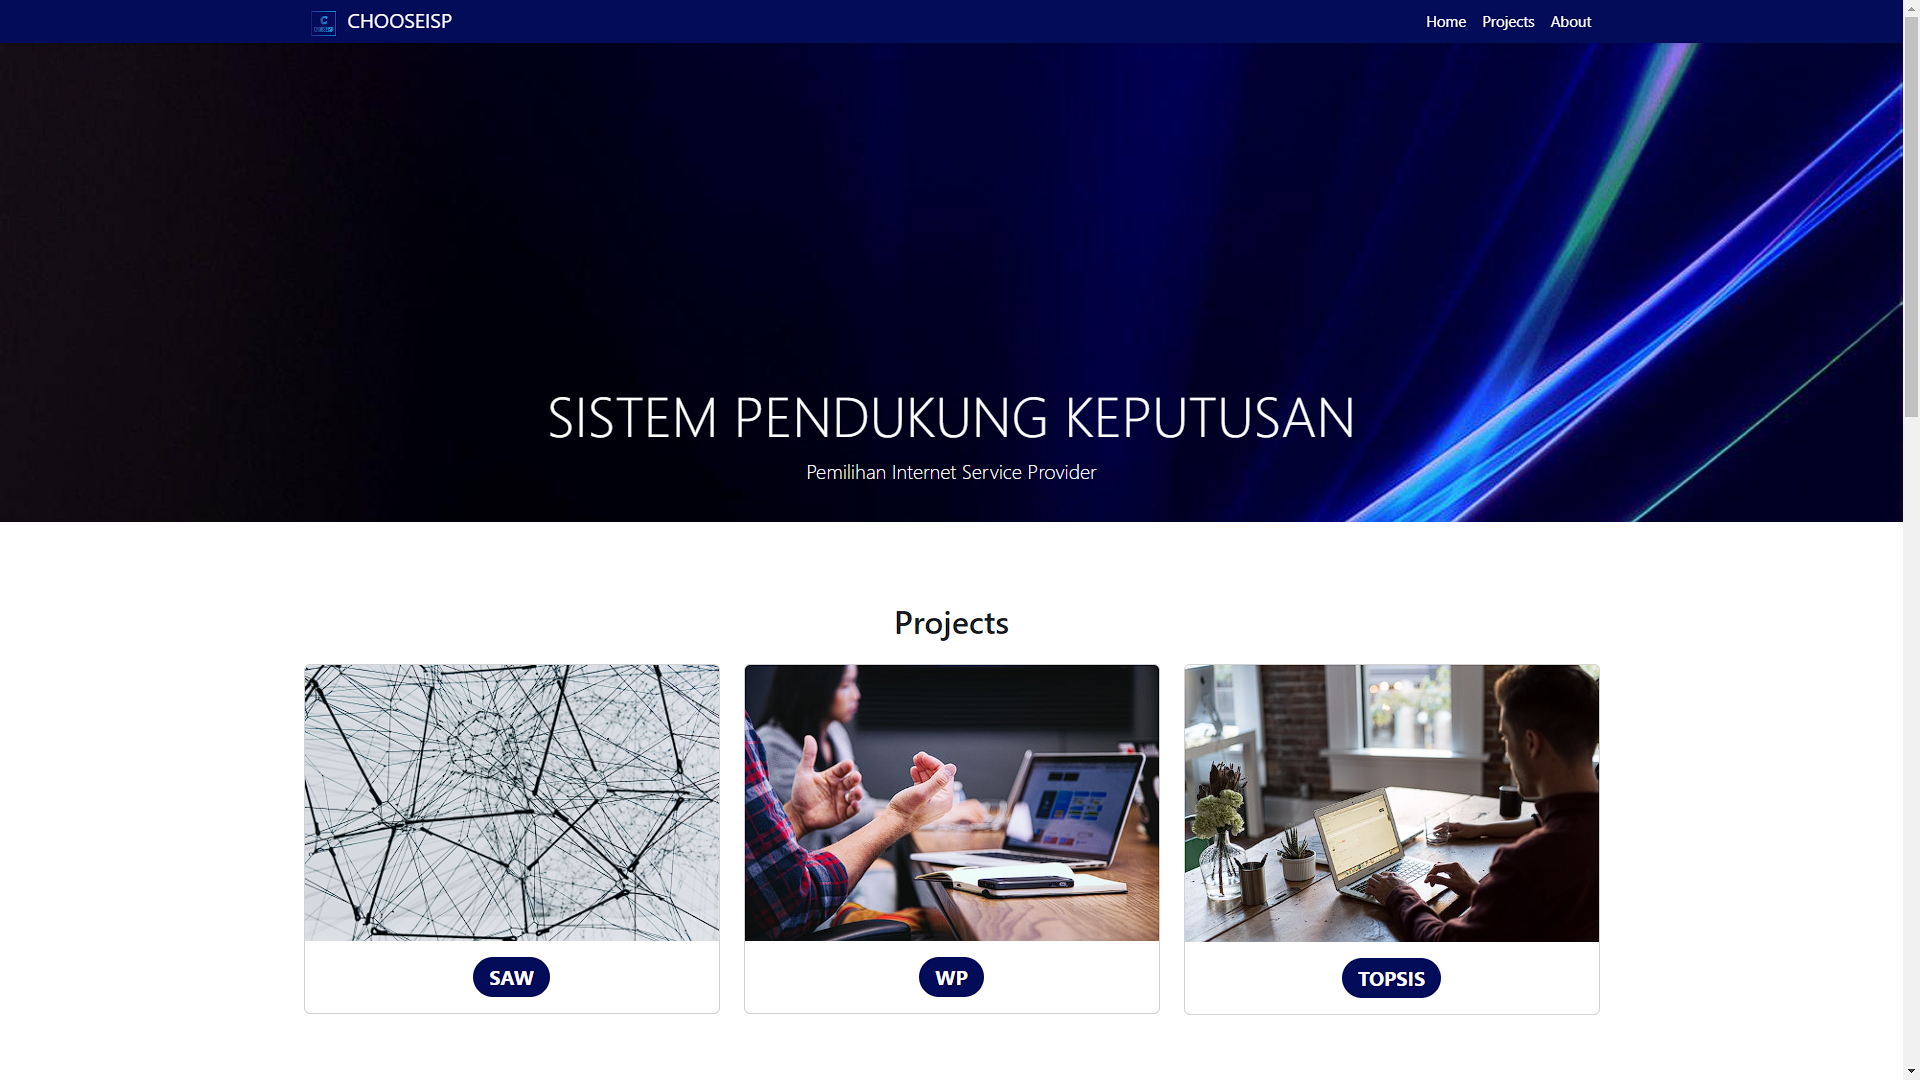 CHOOSEISP
Home Projects About
SISTEM PENDUKUNG KEPUTUSAN
Pemilihan Internet Service Provider
Projects
SAW
WP
TOPSIS